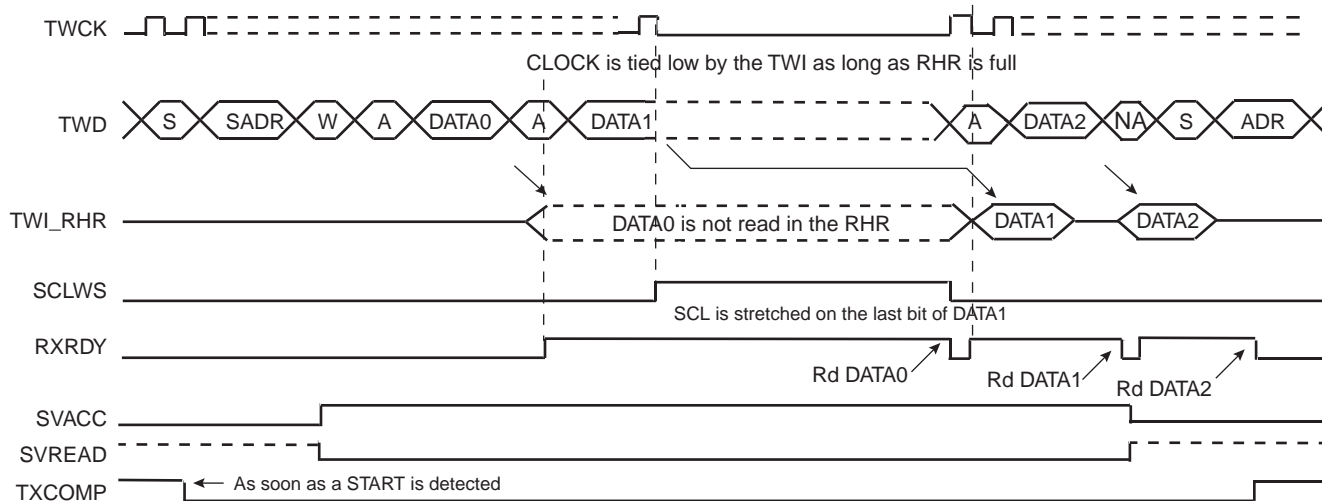 TWCK
CLOCK is tied low by the TWI as long as RHR is full
TWD S SADR W A DATA0 A DATA1 A DATA2 NA S ADR
TWI_RHR DATA0 is not read in the RHR DATA1 DATA2
SCLWS
SCL is stretched on the last bit of DATA1
RXRDY
Rd DATA0 Rd DATA1 Rd DATA2
SVACC
SVREAD
TXCOMP As soon as a START is detected